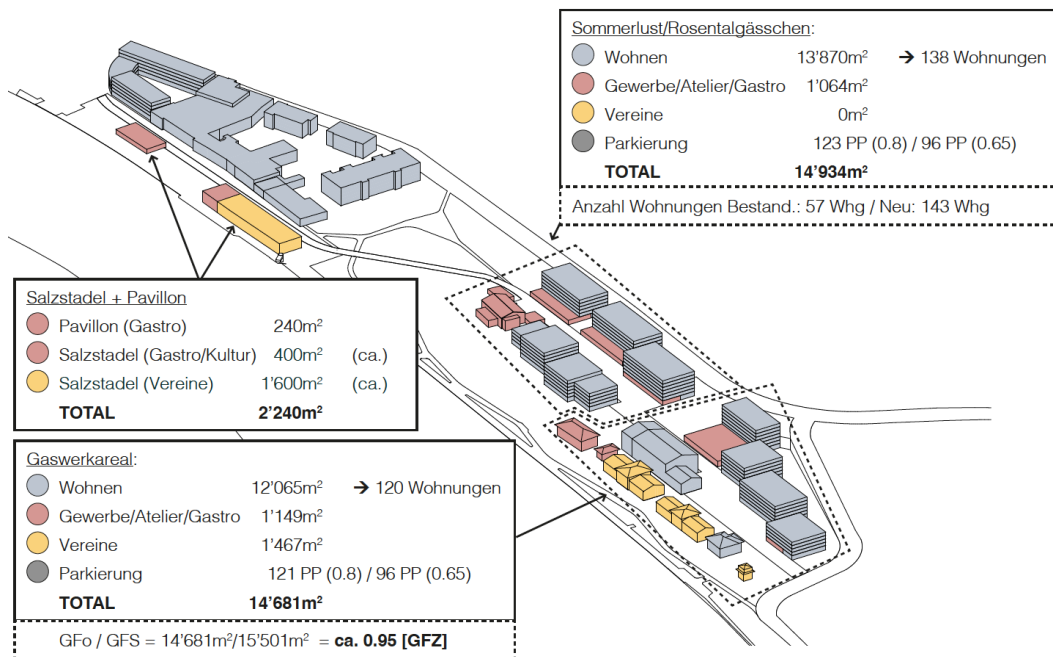 Sommerlust/Rosentalgässchen:
Wohnen 13'870m² → 138 Wohnungen
Gewerbe/Atelier/Gastro 1'064m²
Vereine 0m²
Parkierung 123 PP (0.8) / 96 PP (0.65)
TOTAL 14'934m²
Anzahl Wohnungen Bestand.: 57 Whg / Neu: 143 Whg
Salzstadel + Pavillon
Pavillon (Gastro) 240m²
Salzstadel (Gastro/Kultur) 400m² (ca.)
Salzstadel (Vereine) 1'600m² (ca.)
TOTAL 2'240m²
Gaswerkareal:
Wohnen 12'065m² → 120 Wohnungen
Gewerbe/Atelier/Gastro 1'149m²
Vereine 1'467m²
Parkierung 121 PP (0.8) / 96 PP (0.65)
TOTAL 14'681m²
GFo / GFS = 14'681m²/15'501m² = ca. 0.95 [GFZ]